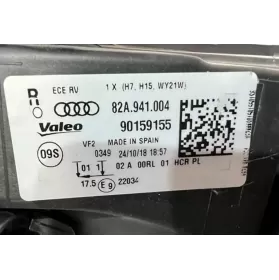 ECE RV 1 X (H7, H15, WY21W)
82A.941.004
Valeo 90159155
VF2 MADE IN SPAIN
09S 0349 24/10/18 18:57
01 1 02 A 00RL 01 HCR PL
17.5 E9 22034